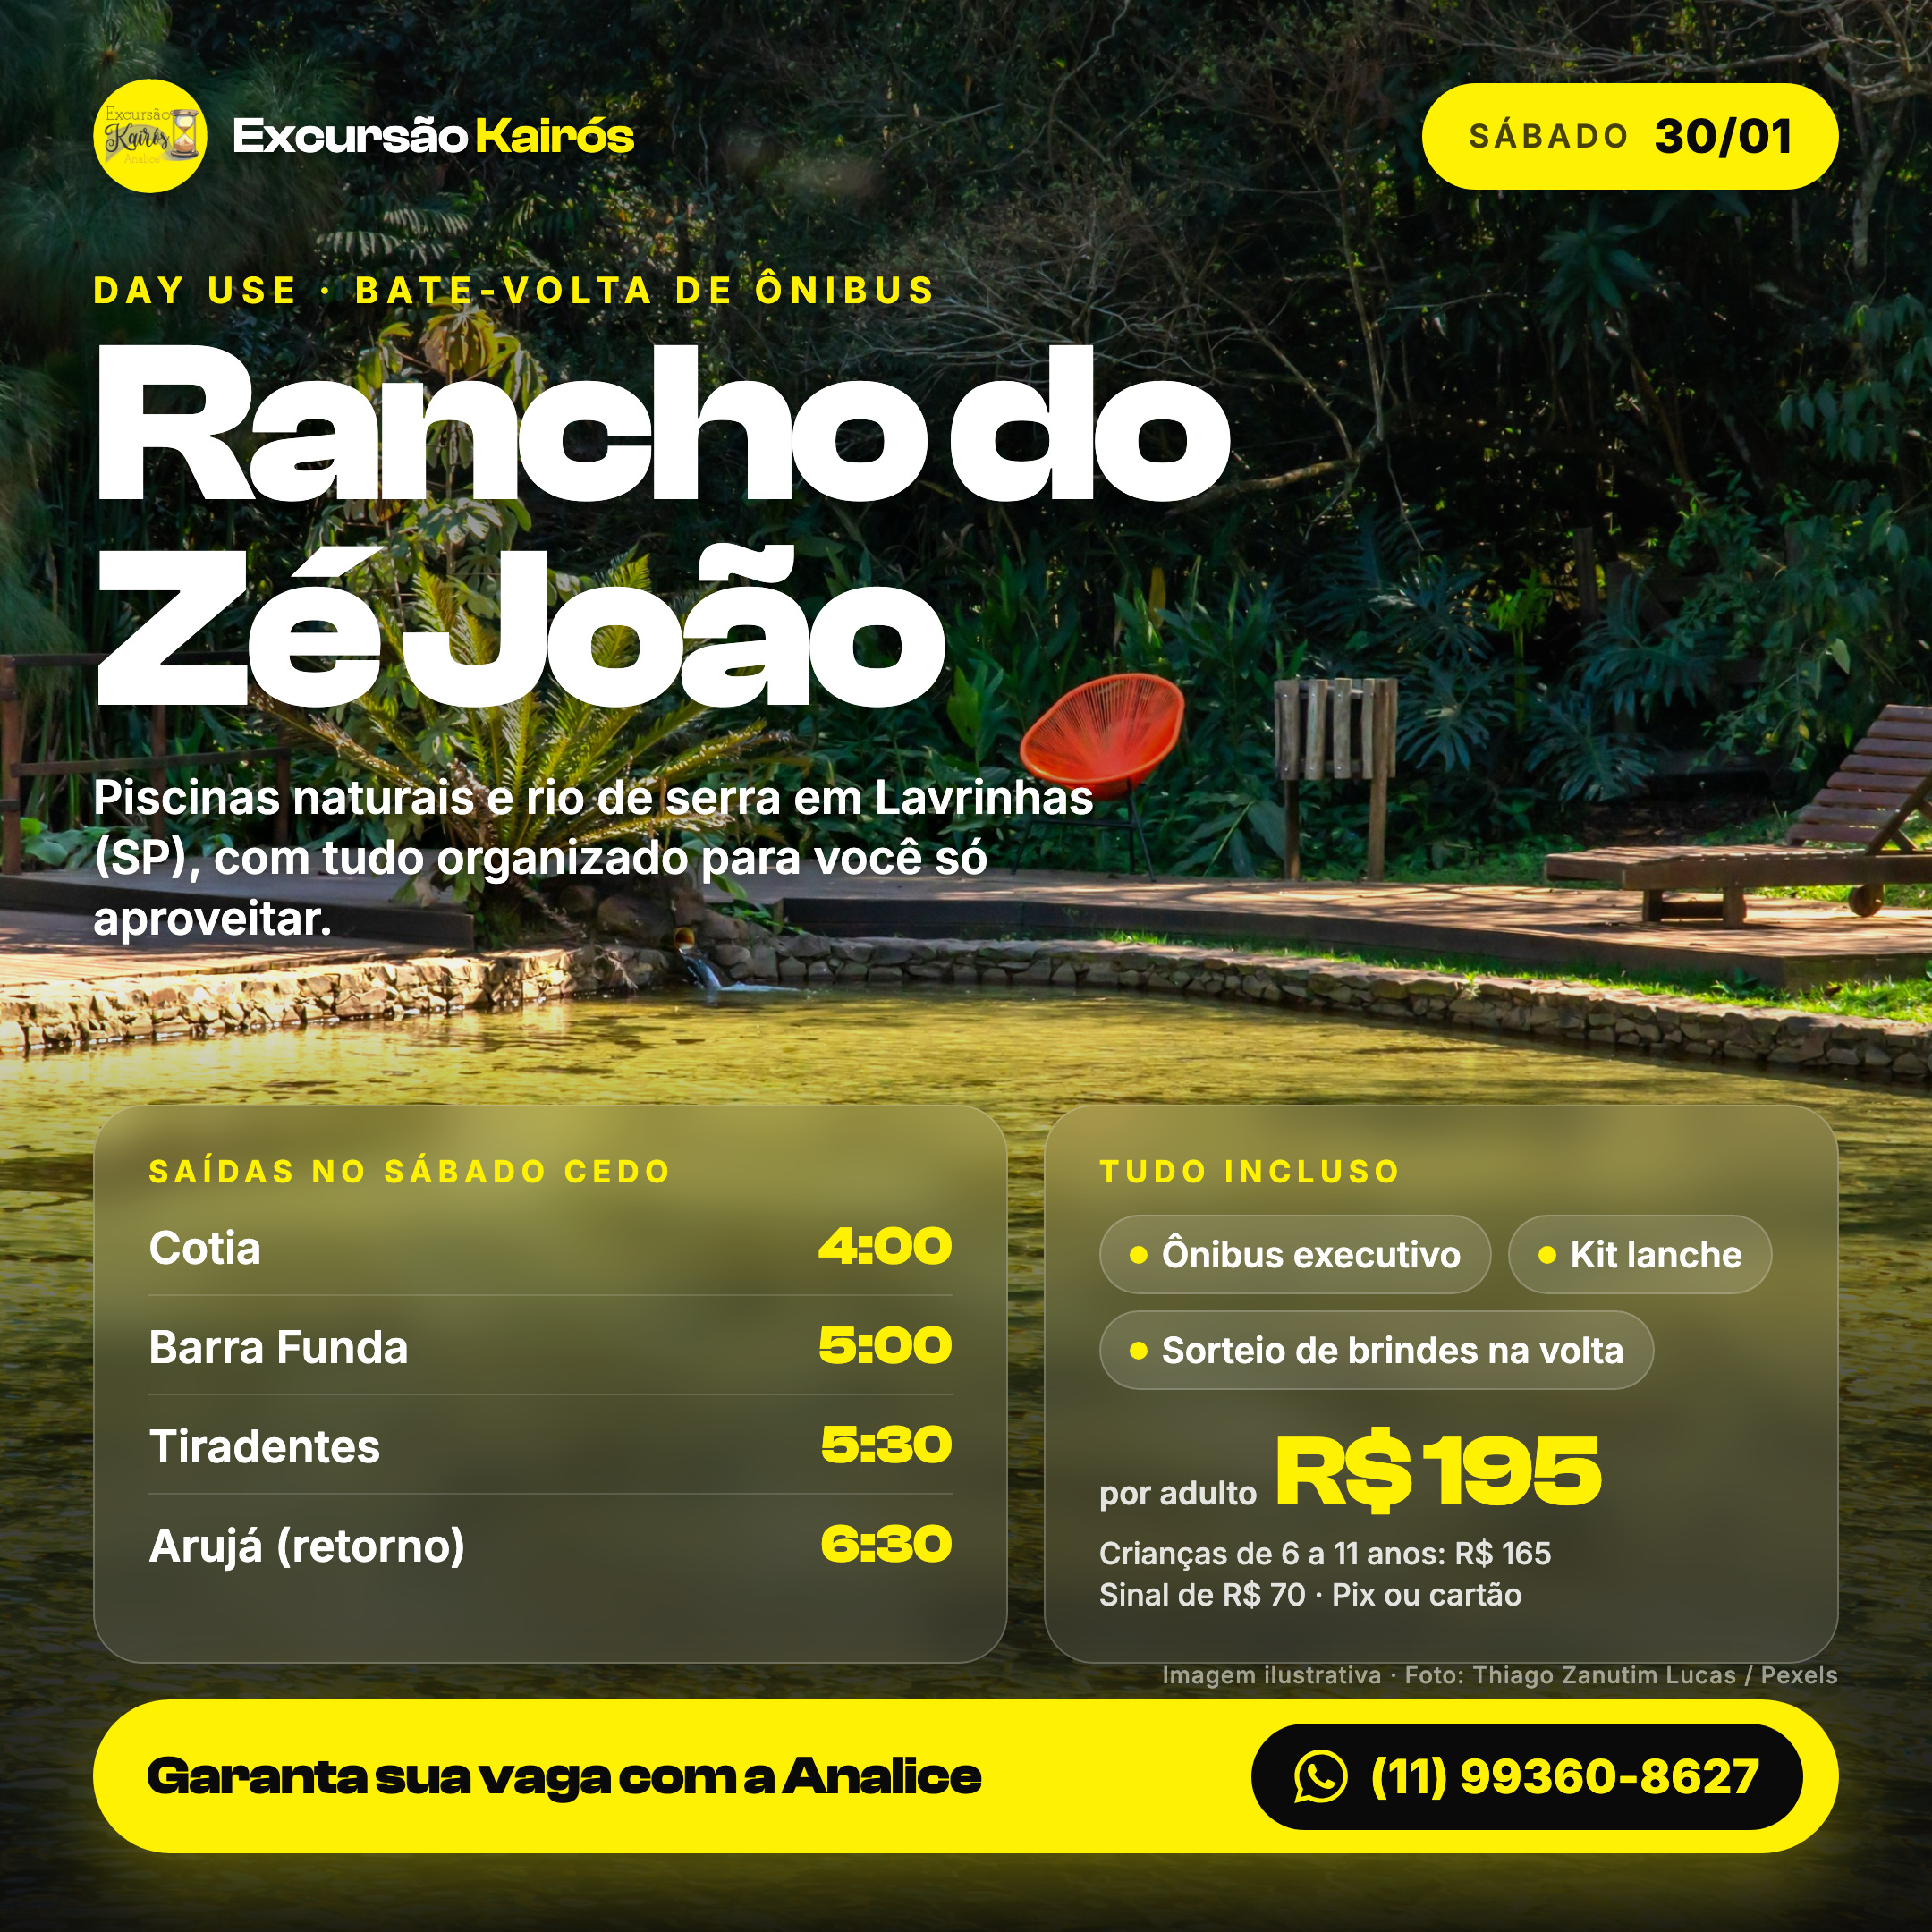 Excursão
Kairós
Analice
Excursão Kairós
SÁBADO 30/01
DAY USE · BATE-VOLTA DE ÔNIBUS
Rancho do
Zé João
Piscinas naturais e rio de serra em Lavrinhas
(SP), com tudo organizado para você só
aproveitar.
SAÍDAS NO SÁBADO CEDO
Cotia 4:00
Barra Funda 5:00
Tiradentes 5:30
Arujá (retorno) 6:30
TUDO INCLUSO
Ônibus executivo
Kit lanche
Sorteio de brindes na volta
por adulto R$ 195
Crianças de 6 a 11 anos: R$ 165
Sinal de R$ 70 · Pix ou cartão
Imagem ilustrativa · Foto: Thiago Zanutim Lucas / Pexels
Garanta sua vaga com a Analice
(11) 99360-8627